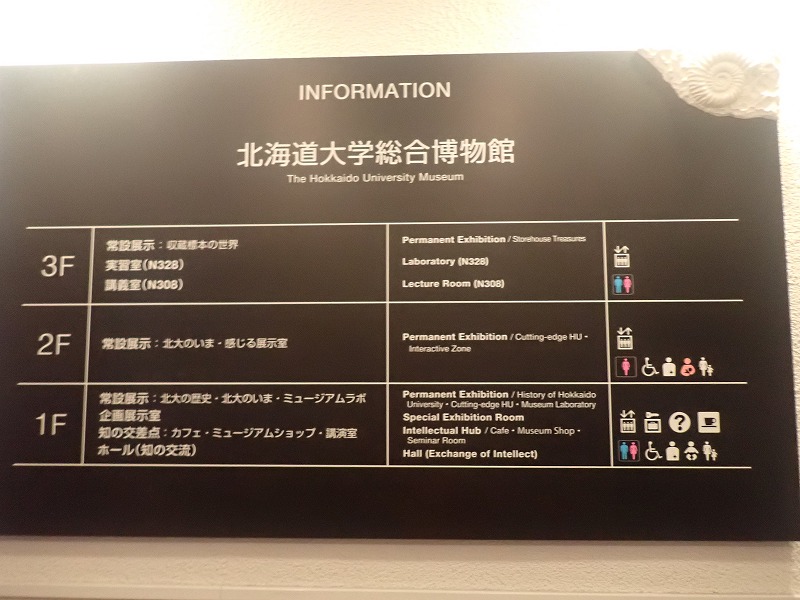 INFORMATION
北海道大学総合博物館
The Hokkaido University Museum
3F
常設展示：収蔵標本の世界
実習室(N328)
講義室(N308)
Permanent Exhibition / Storehouse Treasures
Laboratory (N328)
Lecture Room (N308)
2F
常設展示：北大のいま・感じる展示室
Permanent Exhibition / Cutting-edge HU・
Interactive Zone
1F
常設展示：北大の歴史・北大のいま・ミュージアムラボ
企画展示室
知の交差点：カフェ・ミュージアムショップ・講演室
ホール(知の交流)
Permanent Exhibition / History of Hokkaido
University・Cutting-edge HU・Museum Laboratory
Special Exhibition Room
Intellectual Hub / Cafe・Museum Shop・
Seminar Room
Hall (Exchange of Intellect)
?